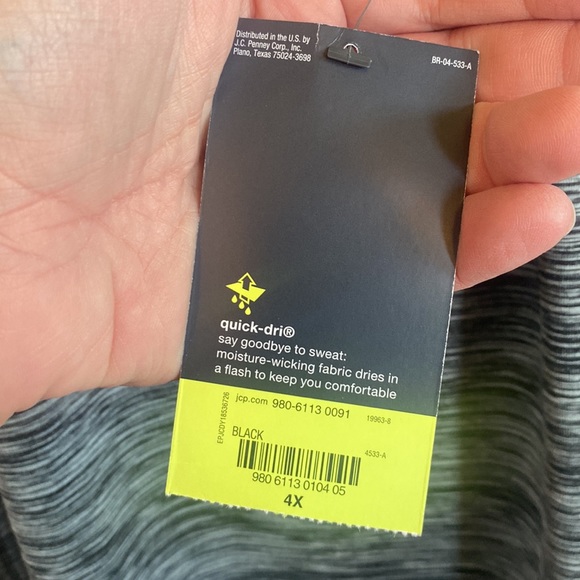 Distributed in the U.S. by
J.C. Penney Corp., Inc.
Plano, Texas 75024-3698
BR-04-533-A
quick-dri®
say goodbye to sweat:
moisture-wicking fabric dries in
a flash to keep you comfortable
jcp.com 980-6113 0091
19963-8
EPJCDY18536726
BLACK
4533-A
980 6113 0104 05
4X